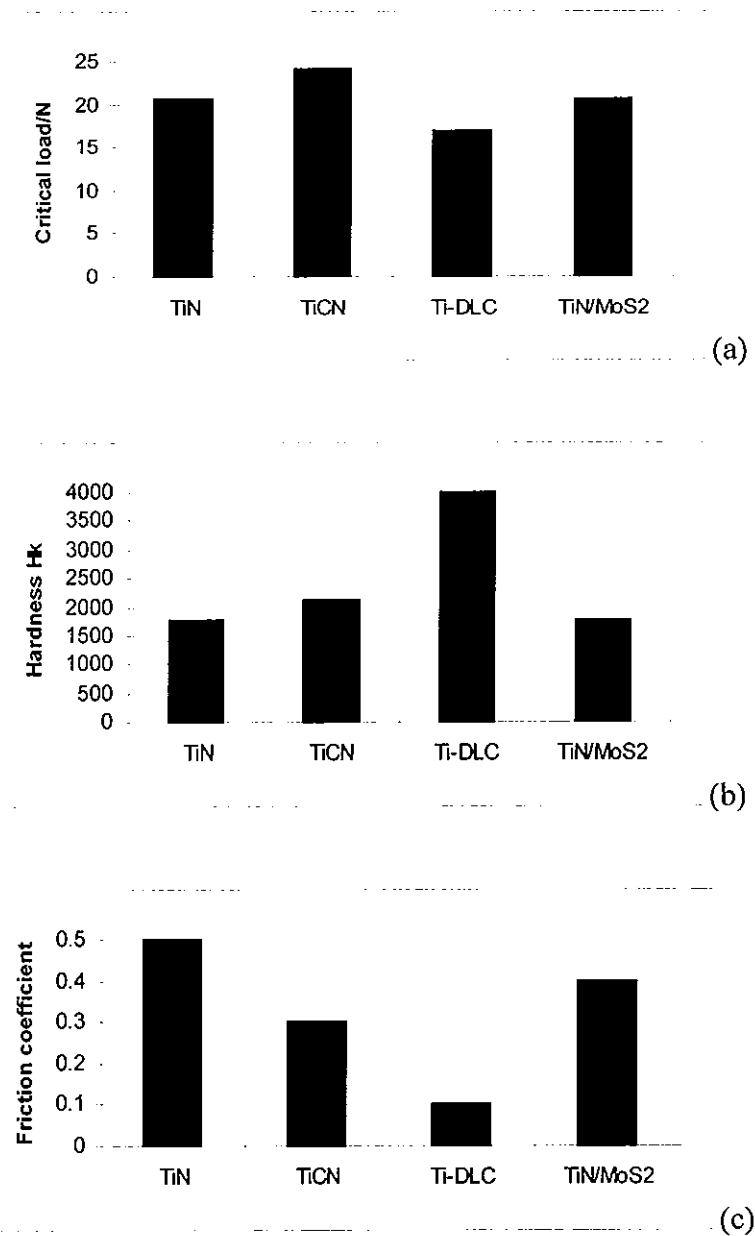 Critical load/N
25
20
15
10
5
0
TiN
TiCN
Ti-DLC
TiN/MoS2
(a)
Hardness Hk
4000
3500
3000
2500
2000
1500
1000
500
0
TiN
TiCN
Ti-DLC
TiN/MoS2
(b)
Friction coefficient
0.5
0.4
0.3
0.2
0.1
0
TiN
TiCN
Ti-DLC
TiN/MoS2
(c)